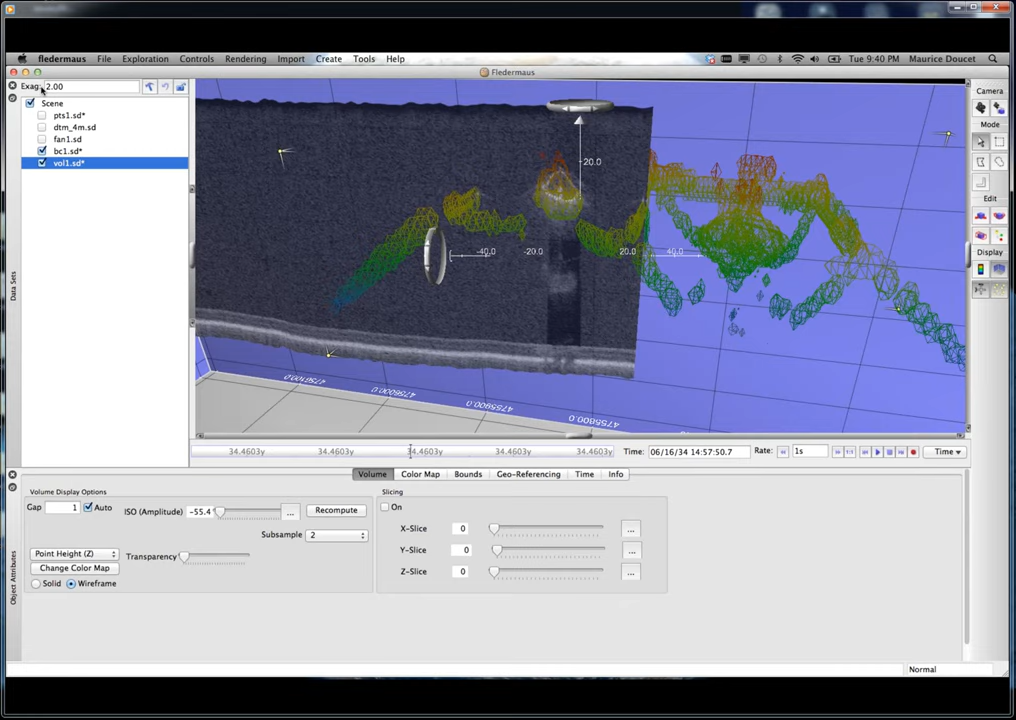 fledermaus File Exploration Controls Rendering Import Create Tools Help Tue 9:40 PM Maurice Doucet
Fledermaus
Exag: 2.00
Camera
Scene
pts1.sd*
dtm_4m.sd
fan1.sd
bc1.sd*
vol1.sd*
Mode
Edit
Display
Data Sets
20.0
-40.0 -20.0 20.0 40.0
4755800.0
34.4603y 34.4603y 34.4603y 34.4603y 34.4603y Time: 06/16/34 14:57:50.7 Rate: 1s Time
Volume Color Map Bounds Geo-Referencing Time Info
Volume Display Options
Slicing
Gap 1 Auto ISO (Amplitude) -55.4 ... Recompute
On
Subsample 2
X-Slice 0 ...
Y-Slice 0 ...
Z-Slice 0 ...
Point Height (Z) Transparency
Change Color Map
Solid Wireframe
Object Attributes
Normal